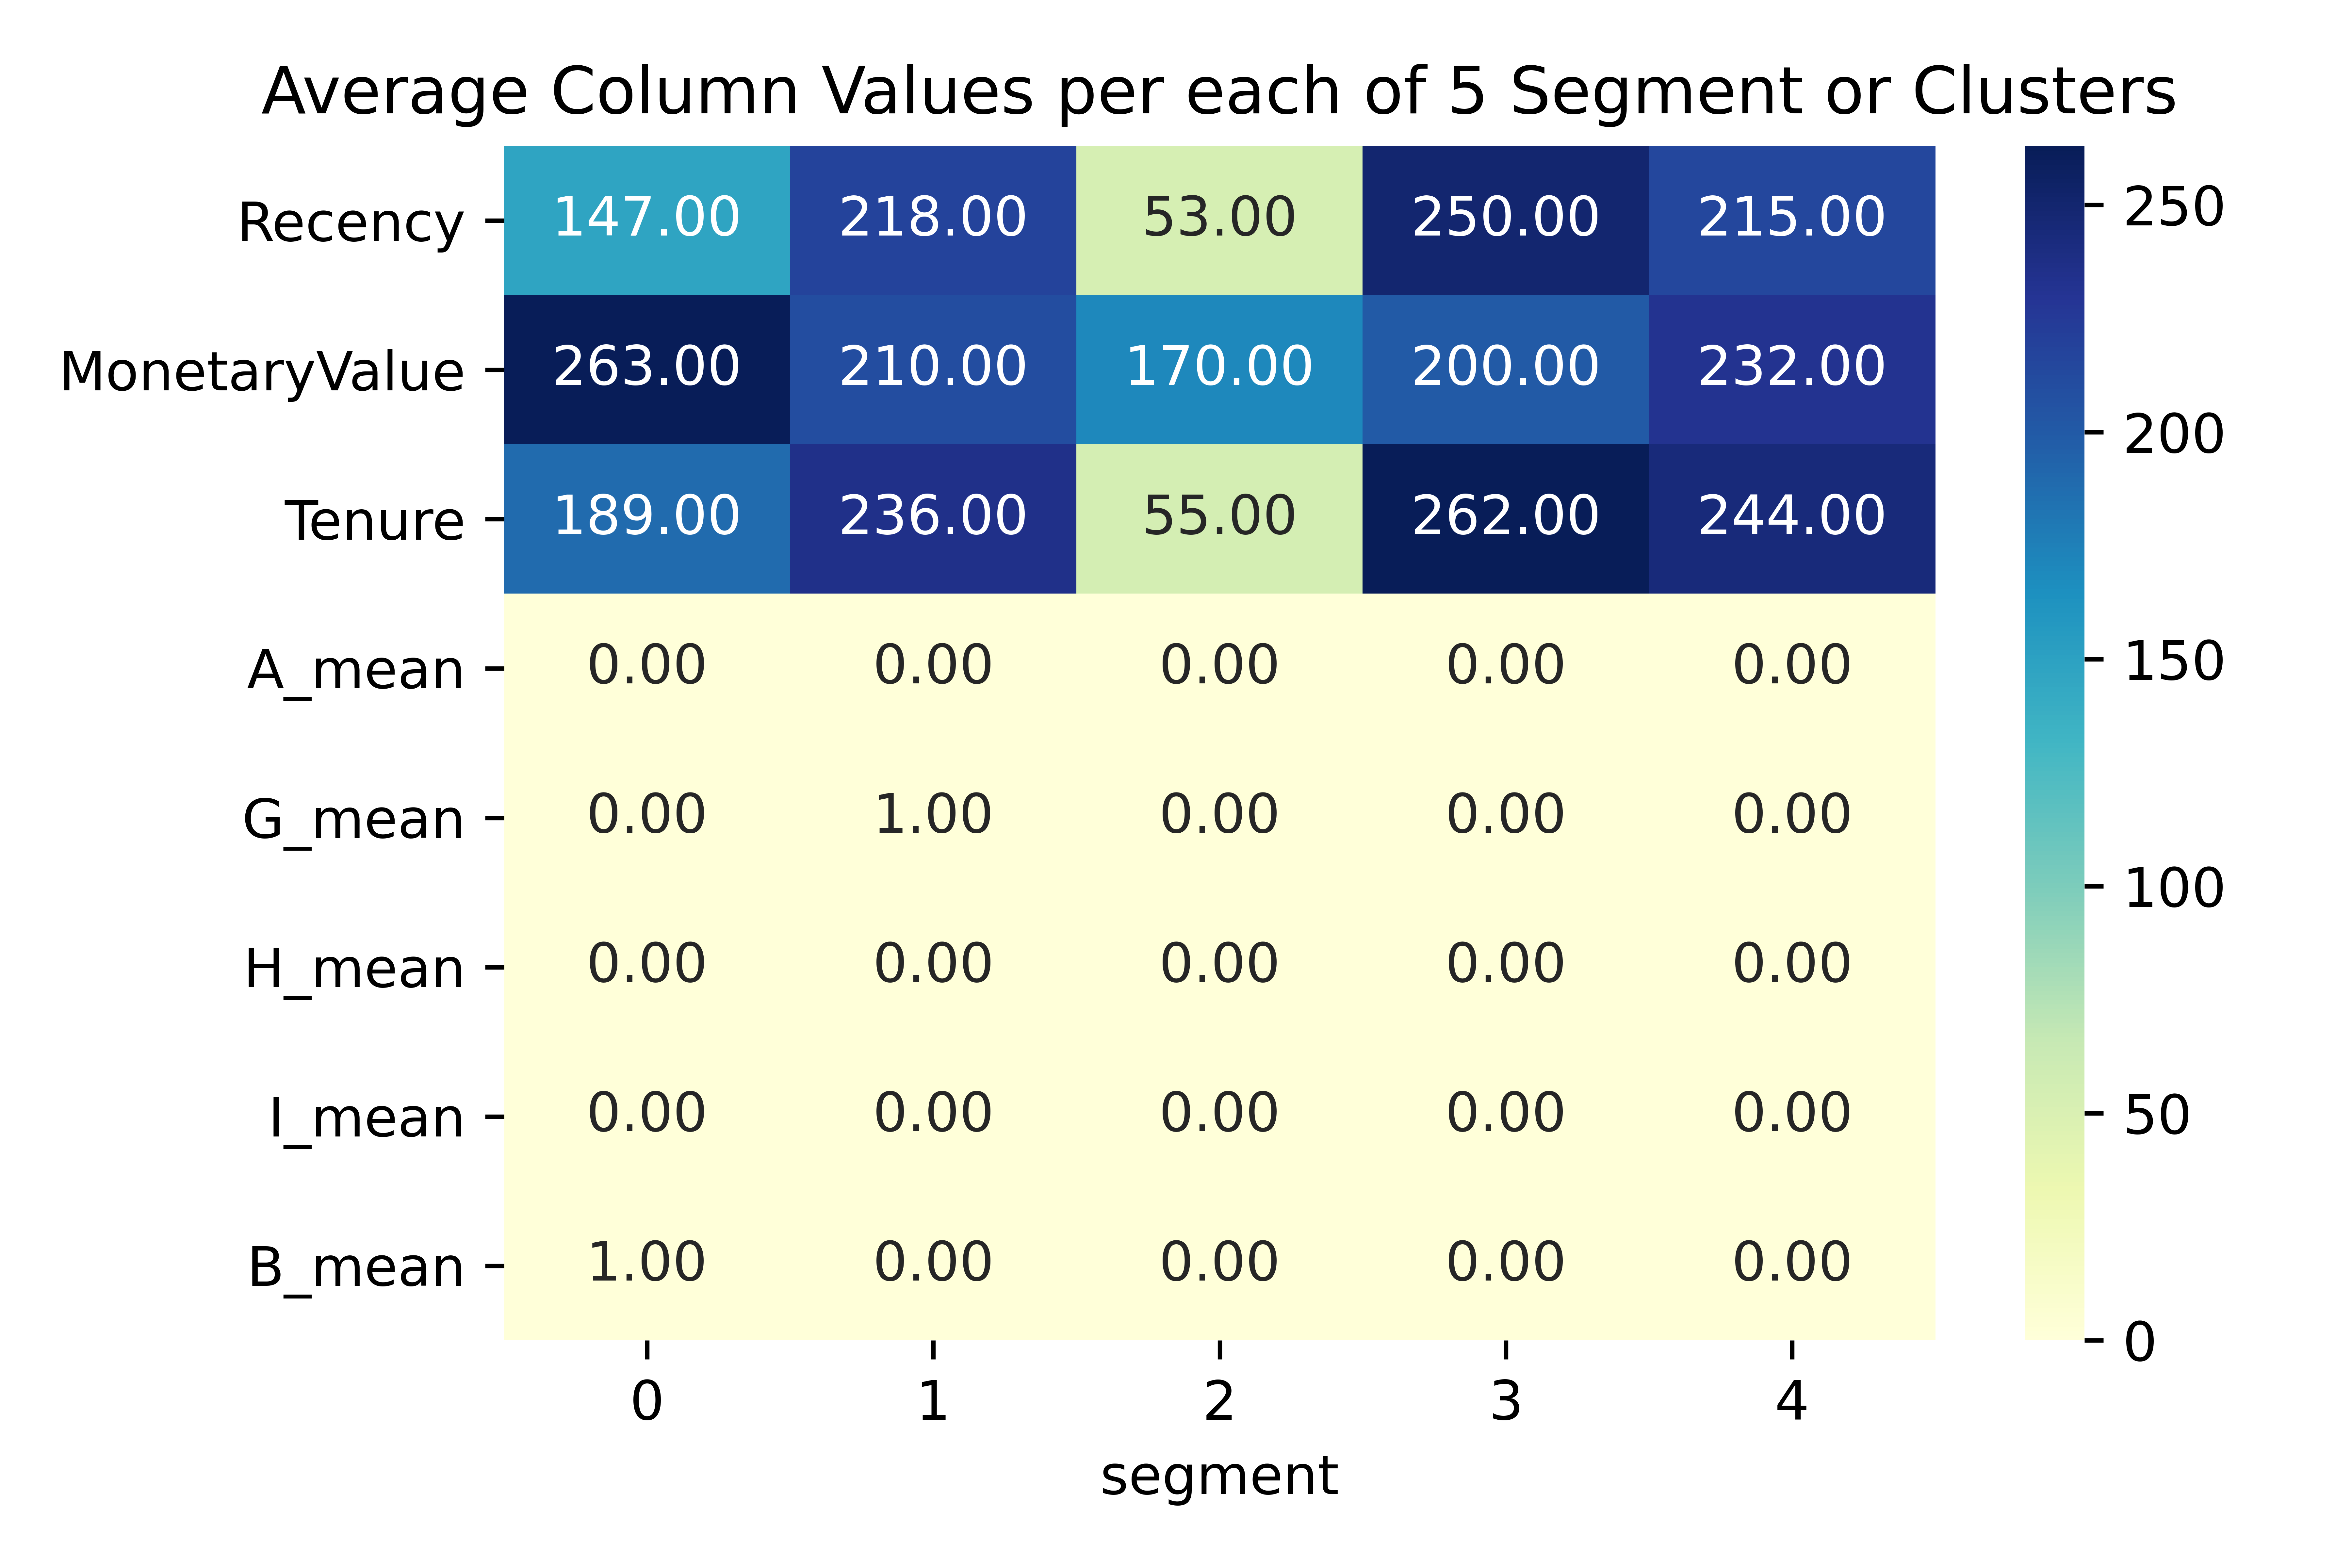 Average Column Values per each of 5 Segment or Clusters
Recency 147.00 218.00 53.00 250.00 215.00
MonetaryValue 263.00 210.00 170.00 200.00 232.00
Tenure 189.00 236.00 55.00 262.00 244.00
A_mean 0.00 0.00 0.00 0.00 0.00
G_mean 0.00 1.00 0.00 0.00 0.00
H_mean 0.00 0.00 0.00 0.00 0.00
I_mean 0.00 0.00 0.00 0.00 0.00
B_mean 1.00 0.00 0.00 0.00 0.00
0 1 2 3 4
segment
250
200
150
100
50
0